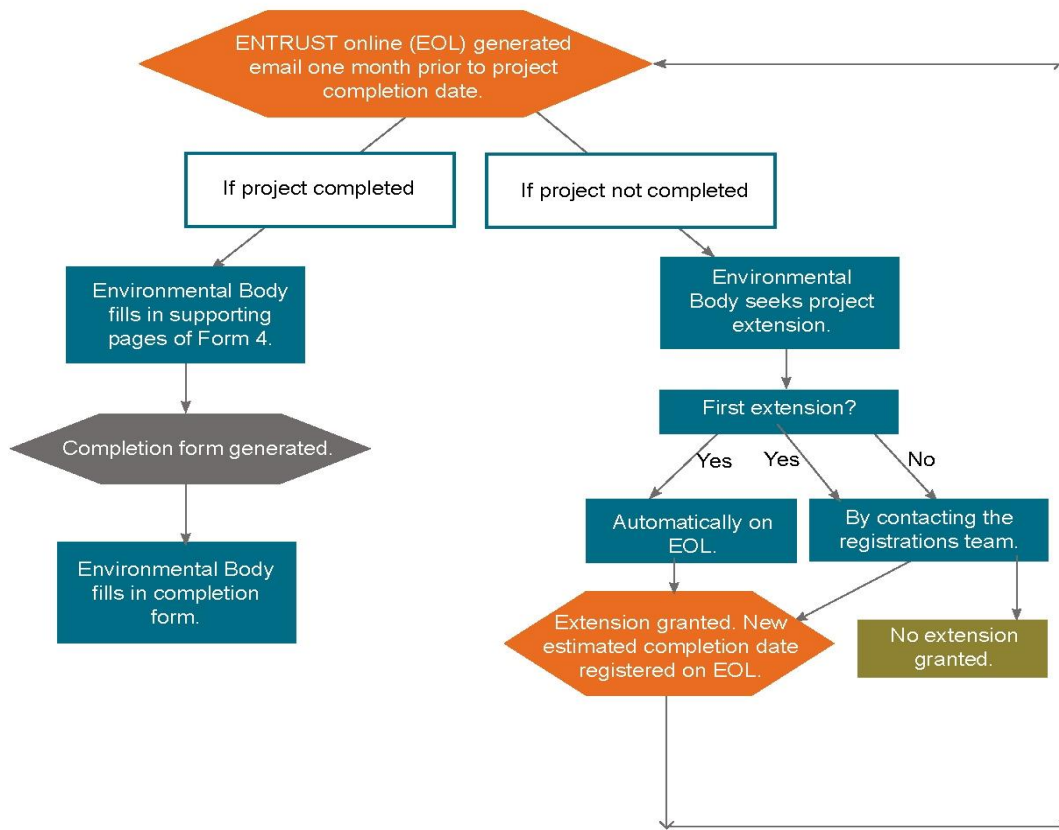 ENTRUST online (EOL) generated
email one month prior to project
completion date.
If project completed
If project not completed
Environmental Body
fills in supporting
pages of Form 4.
Environmental
Body seeks project
extension.
First extension?
Completion form generated.
Yes
Yes
No
Automatically on
EOL.
By contacting the
registrations team.
Environmental Body
fills in completion
form.
Extension granted. New
estimated completion date
registered on EOL.
No extension
granted.